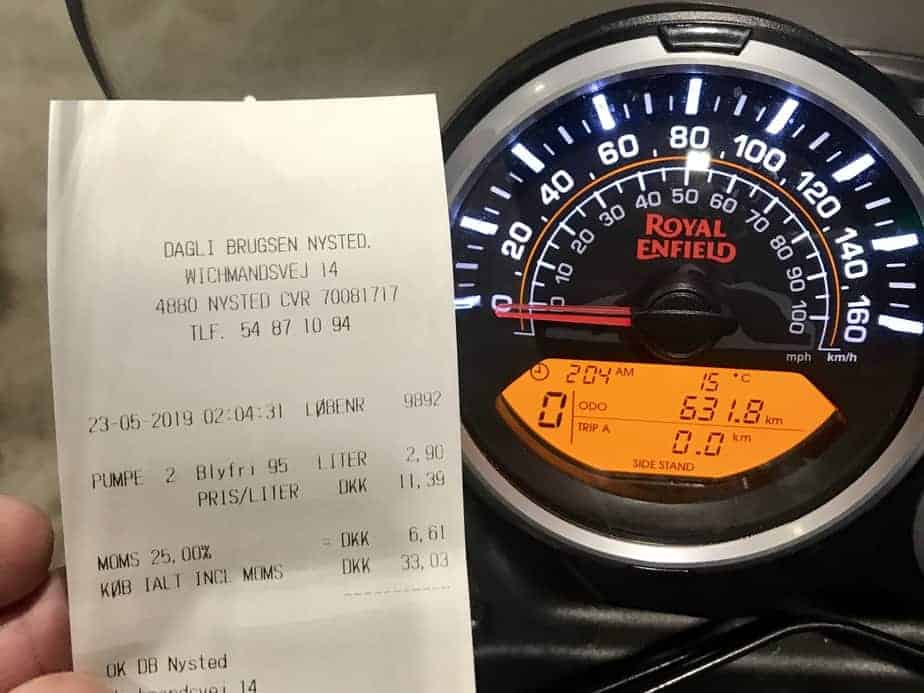 DAGLI BRUGSEN NYSTED.
WICHMANDSVEJ 14
4880 NYSTED CVR 70081717
TLF. 54 87 10 94
23-05-2019 02:04:31 LØBENR 9892
PUMPE 2 Blyfri 95 LITER 2,90
PRIS/LITER DKK 11,39
MOMS 25,00% = DKK 6,61
KØB IALT INCL MOMS DKK 33,03
OK DB Nysted
14
0 20 40 60 80 100 120 140 160
0 10 20 30 40 50 60 70 80 90 100
ROYAL
ENFIELD
mph km/h
204 AM 15 °C
0 ODO 631.8 km
TRIP A 0.0 km
SIDE STAND